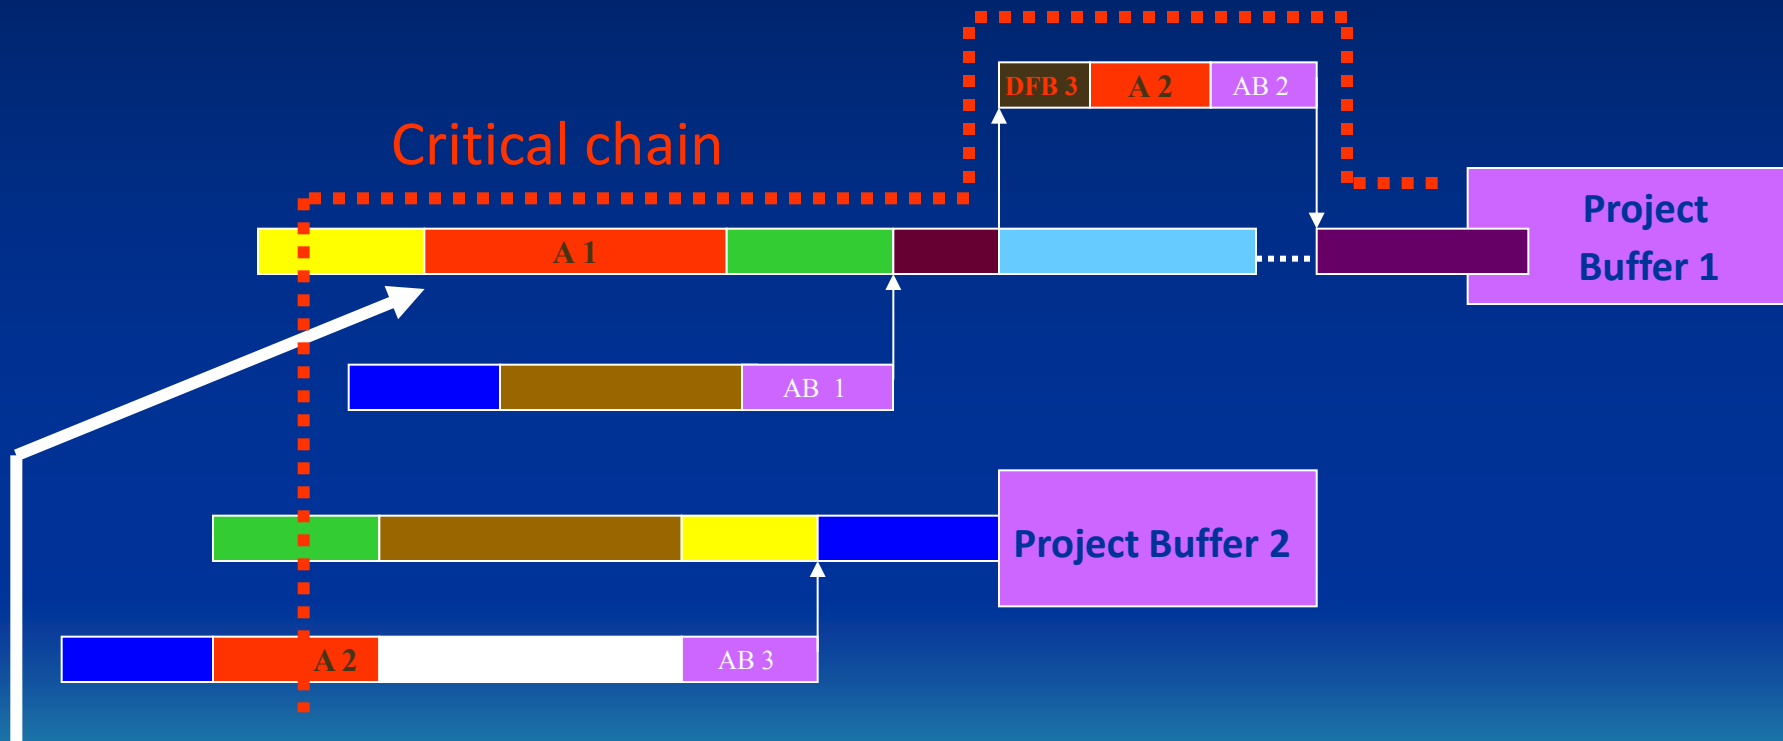 DFB 3 A 2 AB 2
Critical chain
Project
Buffer 1
A 1
AB 1
Project Buffer 2
A 2 AB 3